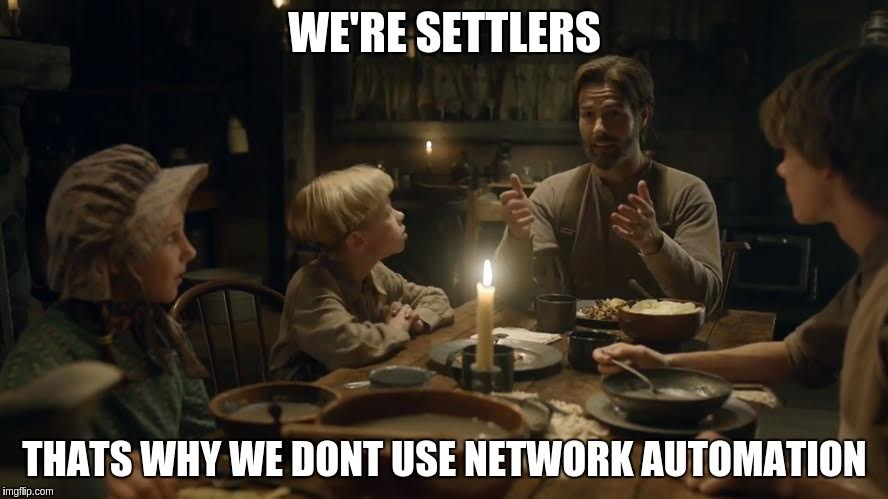 WE'RE SETTLERS
THATS WHY WE DONT USE NETWORK AUTOMATION
imgflip.com